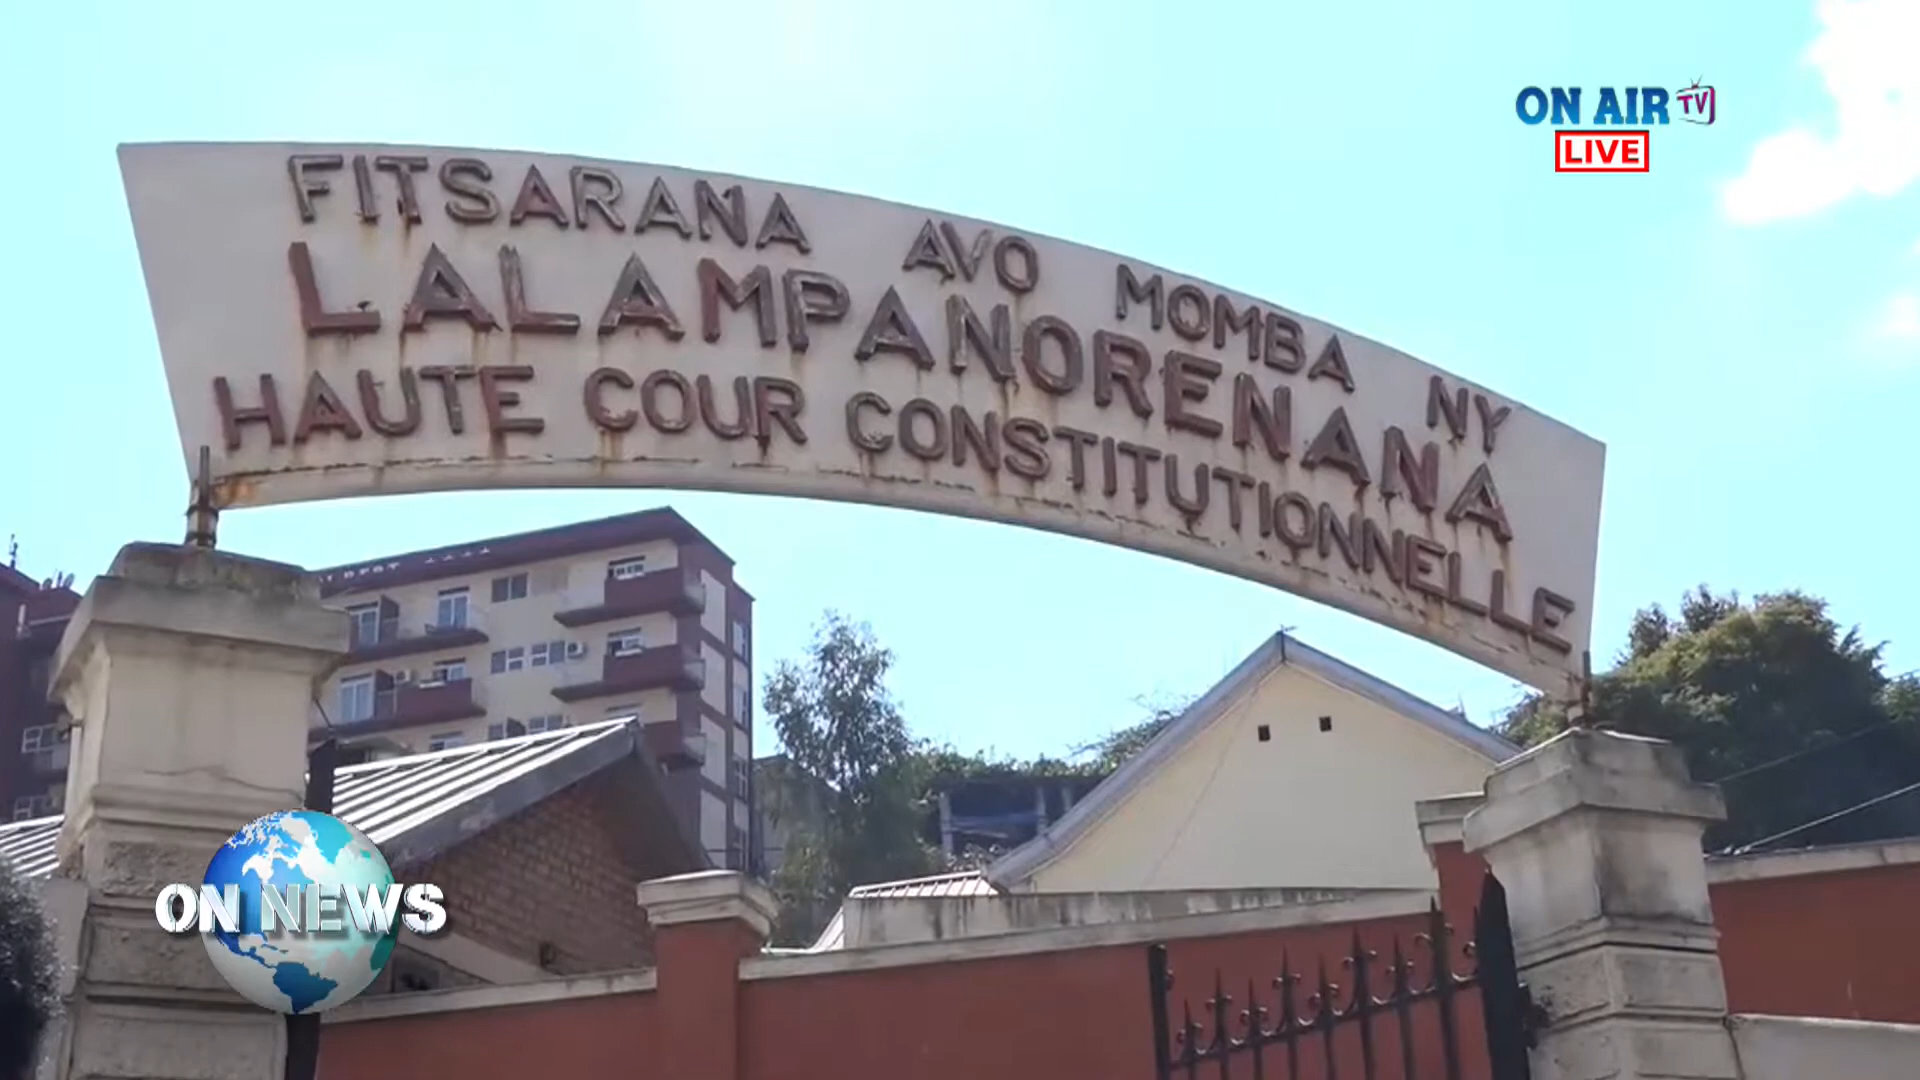 ON AIR TV
LIVE
FITSARANA AVO MOMBA NY
LALAMPANORENANA
HAUTE COUR CONSTITUTIONNELLE
ON NEWS